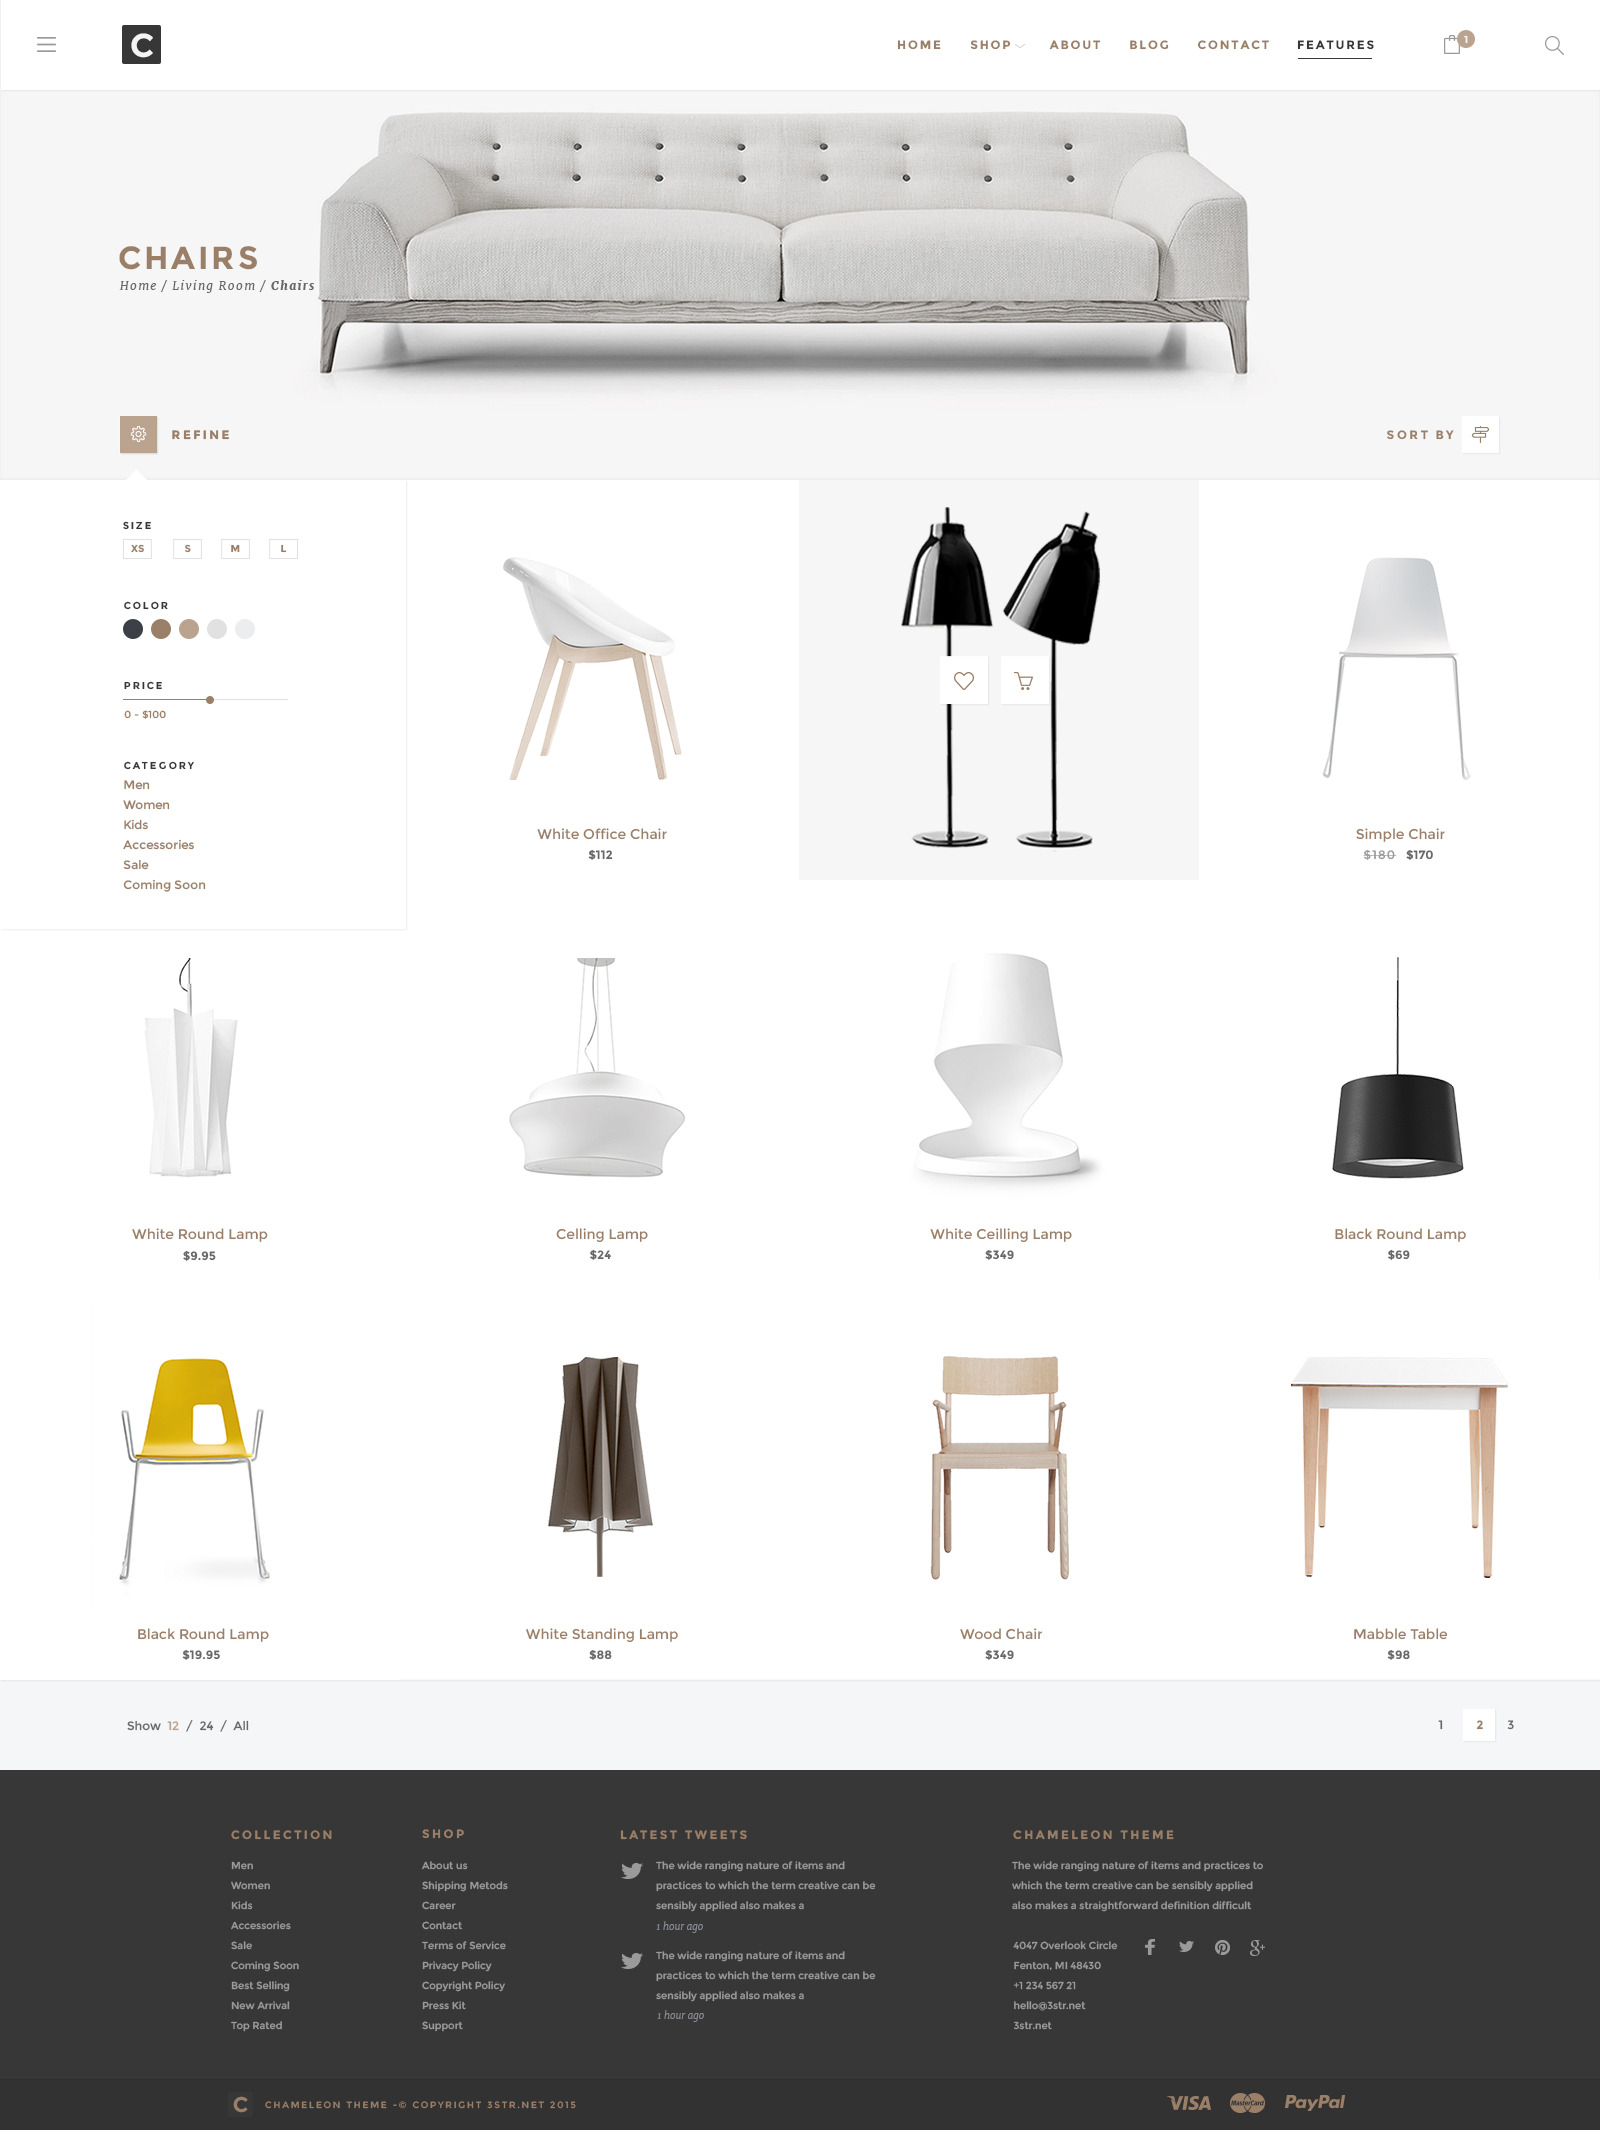 C
HOME SHOP ABOUT BLOG CONTACT FEATURES 1
CHAIRS
Home / Living Room / Chairs
REFINE
SORT BY
SIZE
XS S M L
COLOR
PRICE
0 - $100
CATEGORY
Men
Women
Kids
Accessories
Sale
Coming Soon
White Office Chair
$112
Simple Chair
$180 $170
White Round Lamp
$9.95
Celling Lamp
$24
White Ceilling Lamp
$349
Black Round Lamp
$69
Black Round Lamp
$19.95
White Standing Lamp
$88
Wood Chair
$349
Mabble Table
$98
Show 12 / 24 / All
1 2 3
COLLECTION
Men
Women
Kids
Accessories
Sale
Coming Soon
Best Selling
New Arrival
Top Rated
SHOP
About us
Shipping Metods
Career
Contact
Terms of Service
Privacy Policy
Copyright Policy
Press Kit
Support
LATEST TWEETS
The wide ranging nature of items and
practices to which the term creative can be
sensibly applied also makes a
1 hour ago
The wide ranging nature of items and
practices to which the term creative can be
sensibly applied also makes a
1 hour ago
CHAMELEON THEME
The wide ranging nature of items and practices to
which the term creative can be sensibly applied
also makes a straightforward definition difficult
4047 Overlook Circle
Fenton, MI 48430
+1 234 567 21
hello@3str.net
3str.net
C CHAMELEON THEME -© COPYRIGHT 3STR.NET 2015
VISA MasterCard PayPal